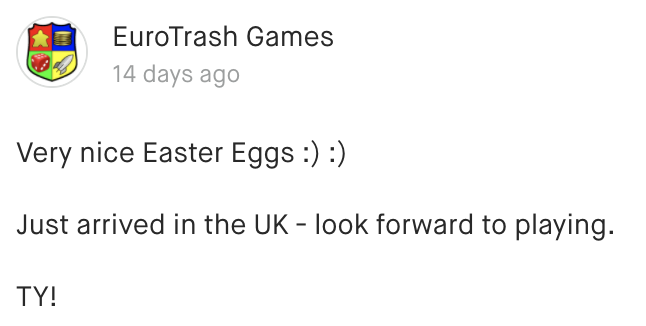 EuroTrash Games
14 days ago
Very nice Easter Eggs :) :)
Just arrived in the UK - look forward to playing.
TY!